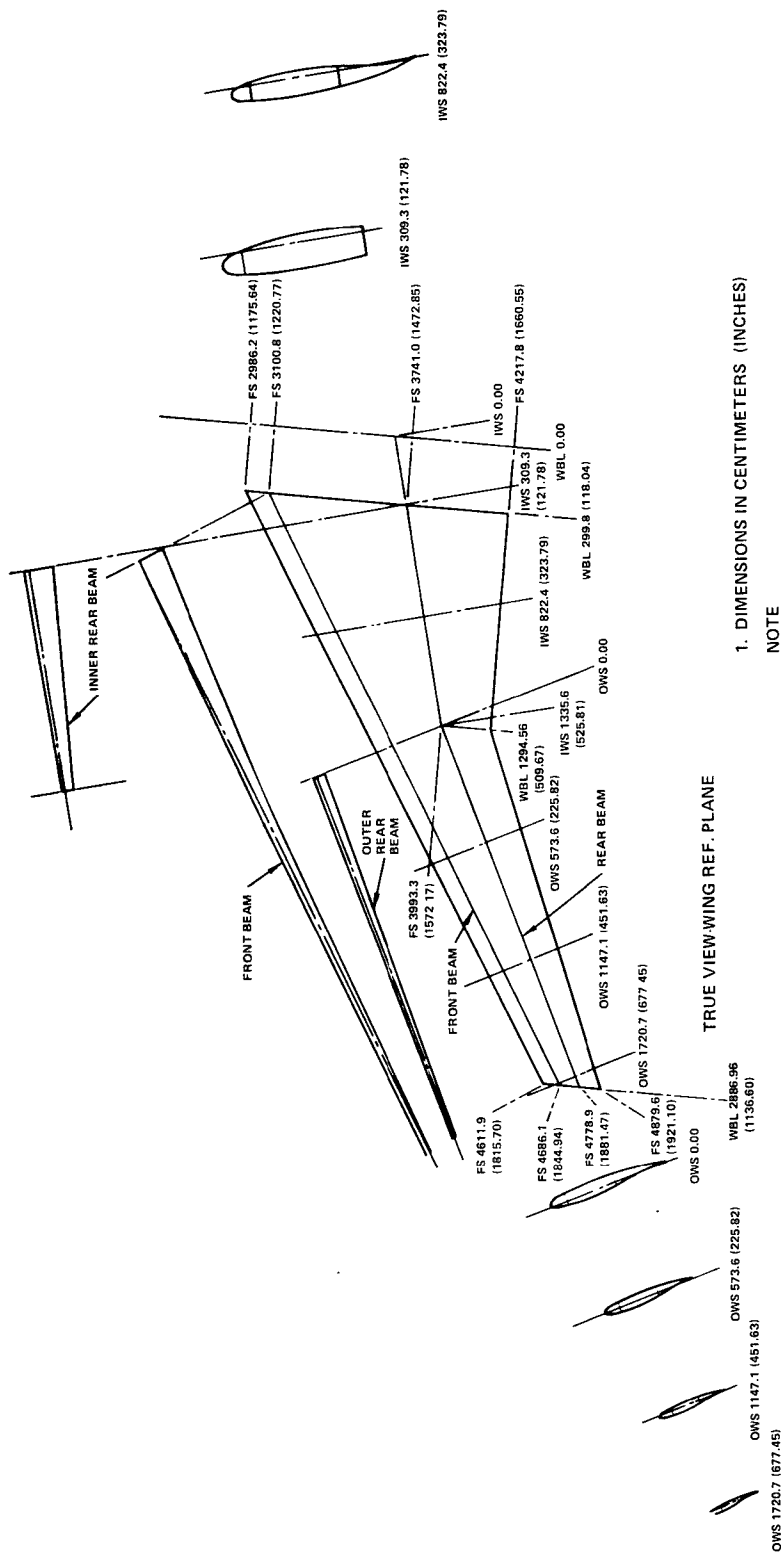 IWS 822.4 (323.79)
IWS 309.3 (121.78)
INNER REAR BEAM
FS 2986.2 (1175.64)
FS 3100.8 (1220.77)
FS 3741.0 (1472.85)
FS 4217.8 (1660.55)
IWS 0.00
WBL 0.00
IWS 309.3
(121.78)
WBL 299.8 (118.04)
IWS 822.4 (323.79)
OWS 0.00
IWS 1335.6
(525.81)
WBL 1294.56
(509.67)
FRONT BEAM
OUTER
REAR
BEAM
FS 3993.3
(1572 17)
OWS 573.6 (225.82)
REAR BEAM
FRONT BEAM
OWS 1147.1 (451.63)
OWS 1720.7 (677 45)
FS 4611.9
(1815.70)
FS 4686.1
(1844.94)
FS 4778.9
(1881.47)
FS 4879.6
(1921.10)
WBL 2886.96
(1136.60)
OWS 0.00
OWS 573.6 (225.82)
OWS 1147.1 (451.63)
OWS 1720.7 (677.45)
TRUE VIEW-WING REF. PLANE
1. DIMENSIONS IN CENTIMETERS (INCHES)
NOTE